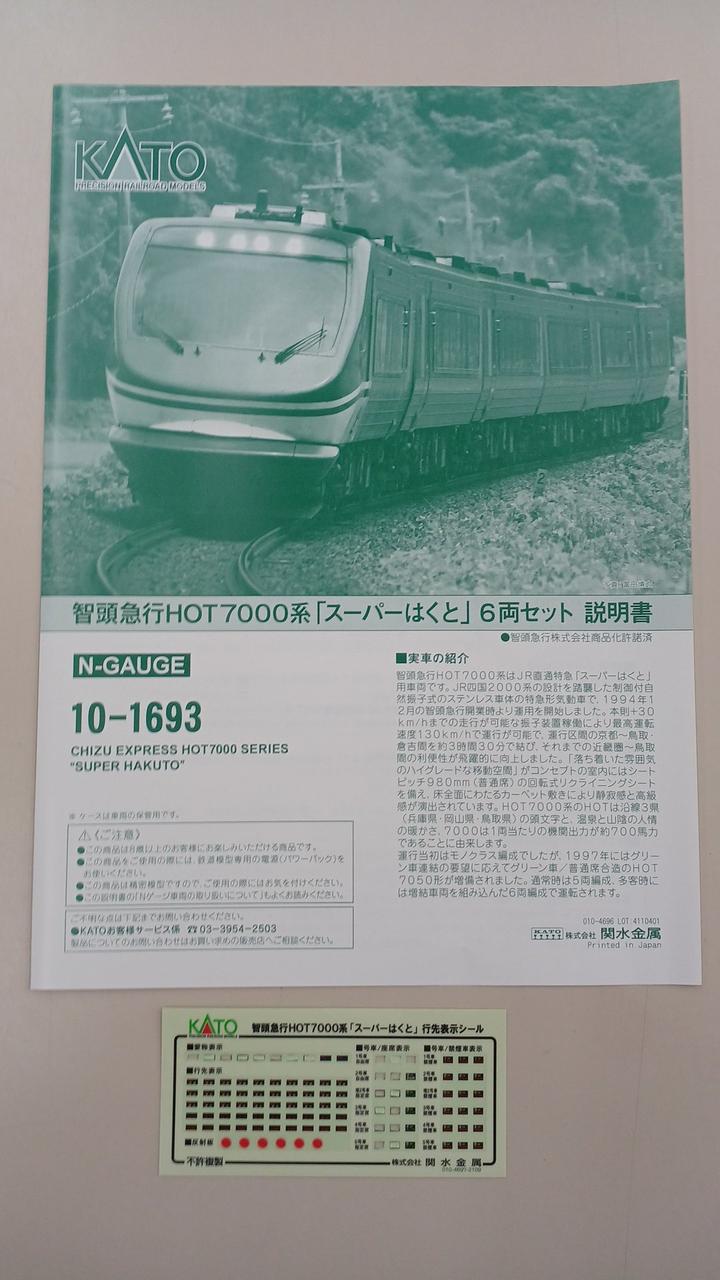 KATO
PRECISION RAILROAD MODELS
智頭急行HOT7000系「スーパーはくと」6両セット 説明書
●智頭急行株式会社商品化許諾済
N-GAUGE
10-1693
CHIZU EXPRESS HOT7000 SERIES
"SUPER HAKUTO"
※ ケースは車両の保管用です。
⚠〈ご注意〉
●この商品は8歳以上のお客様にお楽しみいただける商品です。
●この商品をご使用の際には、鉄道模型専用の電源(パワーパック)を
お使いください。
●この商品は精密模型ですので、ご使用の際にはお気を付けください。
●この説明書の「Nゲージ車両の取り扱いについて」もよくお読みください。
ご不明な点は下記までお問い合わせください。
●KATOお客様サービス係 ☎03-3954-2503
製品についてのお問い合わせはお買い求めの販売店へご相談ください。
■実車の紹介
智頭急行HOT7000系はJR直通特急「スーパーはくと」
用車両です。JR四国2000系の設計を踏襲した制御付自
然振子式のステンレス車体の特急形気動車で、1994年1
2月の智頭急行開業時より運用を開始しました。本則+30
km/hまでの走行が可能な振子装置稼働により最高運転
速度130km/hで運行が可能で、運行区間の京都~鳥取・
倉吉間を約3時間30分で結び、それまでの近畿圏~鳥取
間の利便性が飛躍的に向上しました。「落ち着いた雰囲気
のハイグレードな移動空間」がコンセプトの室内にはシート
ピッチ980mm(普通席)の回転式リクライニングシート
を備え、床全面にわたるカーペット敷きにより静寂感と高級
感が演出されています。HOT7000系のHOTは沿線3県
(兵庫県・岡山県・鳥取県)の頭文字と、温泉と山陰の人情
の暖かさ、7000は1両当たりの機関出力が約700馬力
であることに由来します。
運行当初はモノクラス編成でしたが、1997年にはグリー
ン車連結の要望に応えてグリーン車/普通席合造のHOT
7050形が増備されました。通常時は5両編成、多客時に
は増結車両を組み込んだ6両編成で運転されます。
010-4696 LOT:4110401
KATO 株式会社 関水金属
Printed in Japan
KATO
智頭急行HOT7000系「スーパーはくと」行先表示シール
■愛称表示
■号車/座席表示
■号車/禁煙車表示
■行先表示
■反射板
不許複製
株式会社 関水金属